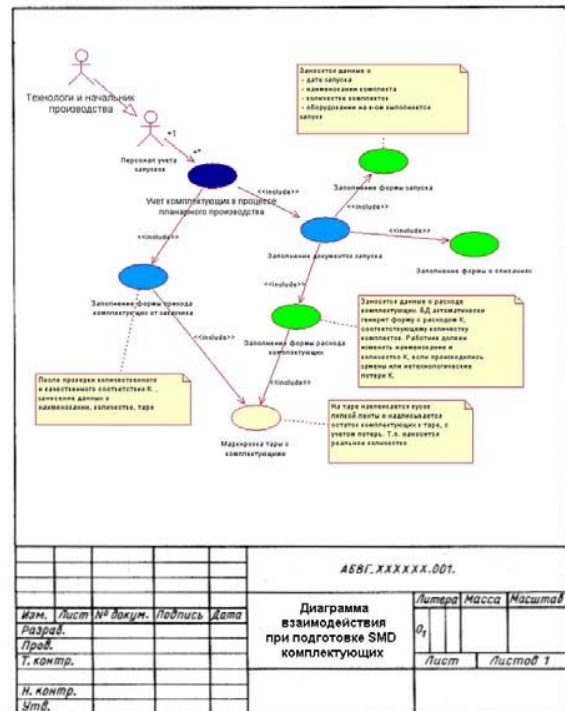 Технологи и начальник
производства
+1
+*
Персонал учета
запусков
Заносятся данные о
- дате запуска
- наименовании комплекта
- количестве комплектов
- оборудовании на к-ом выполняется
запуск
<<include>>
Заполнение формы запуска
Учет комплектующих в процессе
планарного производства
<<include>>
<<include>>
<<include>>
Заполнение документов запуска
Заполнение формы о списаниях
<<include>>
Заполнение формы прихода
комплектующих от заказчика
Заполнение формы расхода
комплектующих
Заносятся данные о расходе
комплектующих. БД автоматически
генерит форму с расходом К,
соответствующему количеству
комплектов. Работник должен
изменить наименование и
количество К, если производились
замены или нетехнологические
потери К.
<<include>>
<<include>>
После проверки количественного
и качественного соответствия К. ,
занесение данных о
наименовании, количестве, таре
Маркировка тары с
комплектующими
На таре наклеивается кусок
липкой ленты и надписывается
остаток комплектующих в таре, с
учетом потерь. Т.е. наносится
реальное количество
АБВГ.XXXXXX.001.
Изм. Лист № докум. Подпись Дата
Разраб.
Пров.
Т. контр.
Н. контр.
Утв.
Диаграмма
взаимодействия
при подготовке SMD
комплектующих
Литера Масса Масштаб
О1
Лист Листов 1